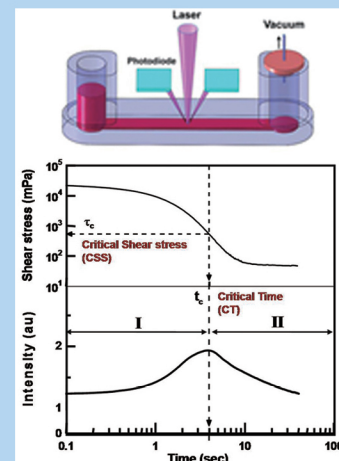 Laser
Vacuum
Photodiode
Shear stress (mPa)
10⁵
10⁴
10³
10²
10¹
τc
Critical Shear stress
(CSS)
tc
Critical Time
(CT)
I
II
Intensity (au)
2
1
0
0.1
1
10
100
Time (sec)